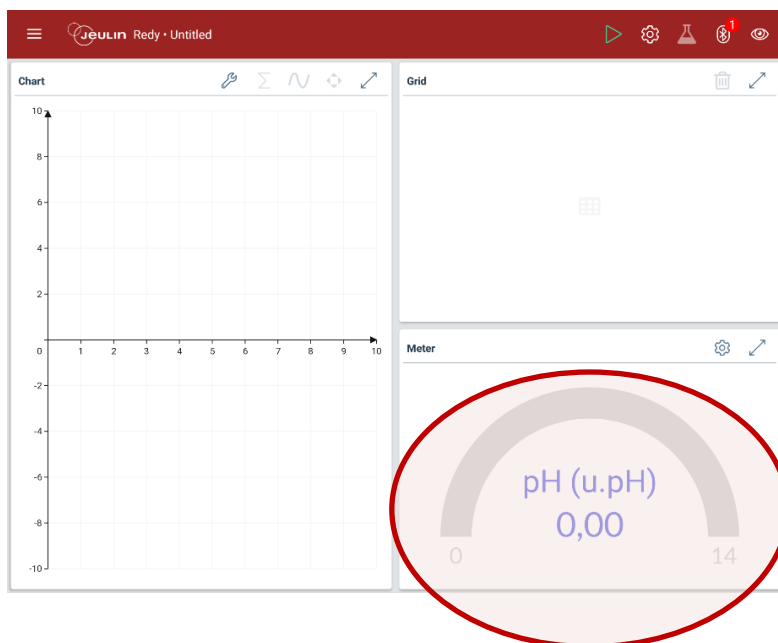 Jeulin Redy • Untitled
1
Chart
Grid
10
8
6
4
2
0 1 2 3 4 5 6 7 8 9 10
-2
-4
-6
-8
-10
Meter
pH (u.pH)
0,00
0 14